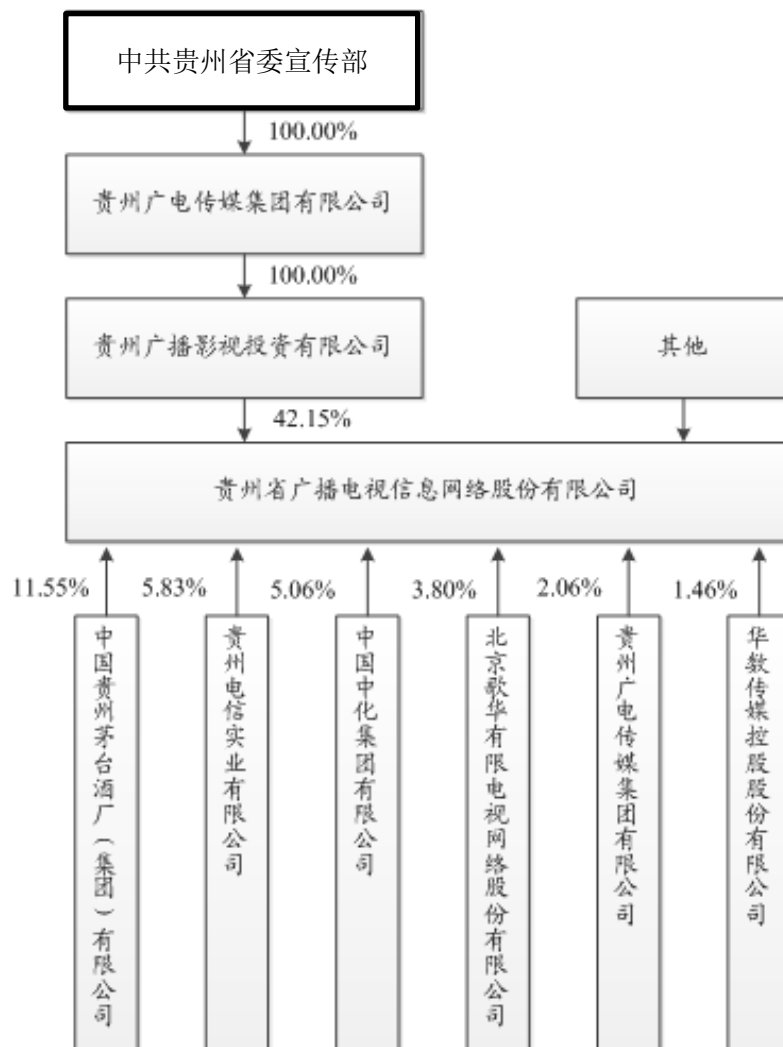 中共贵州省委宣传部
100.00%
贵州广电传媒集团有限公司
100.00%
贵州广播影视投资有限公司
其他
42.15%
贵州省广播电视信息网络股份有限公司
11.55%
5.83%
5.06%
3.80%
2.06%
1.46%
中国贵州茅台酒厂（集团）有限公司
贵州电信实业有限公司
中国中化集团有限公司
北京歌华有限电视网络股份有限公司
贵州广电传媒集团有限公司
华数传媒控股股份有限公司